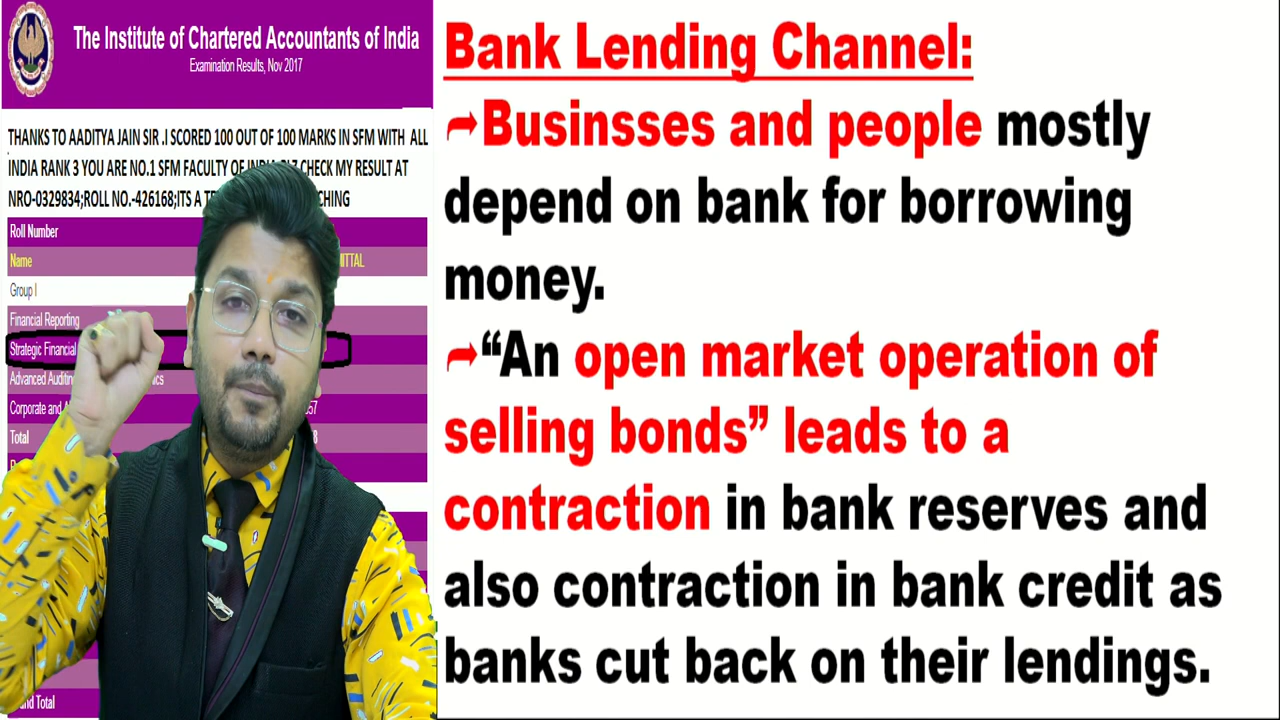 The Institute of Chartered Accountants of India
Examination Results, Nov 2017
THANKS TO AADITYA JAIN SIR .I SCORED 100 OUT OF 100 MARKS IN SFM WITH ALL
INDIA RANK 3 YOU ARE NO.1 SFM FACULTY OF CHECK MY RESULT AT
NRO-0329834;ROLL NO.-426168;ITS A
Roll Number
Name
Group I
Financial Reporting
Strategic Financial
Advanced
Corporate and
Total
Total
Bank Lending Channel:
➦Businsses and people mostly
depend on bank for borrowing
money.
➦“An open market operation of
selling bonds” leads to a
contraction in bank reserves and
also contraction in bank credit as
banks cut back on their lendings.